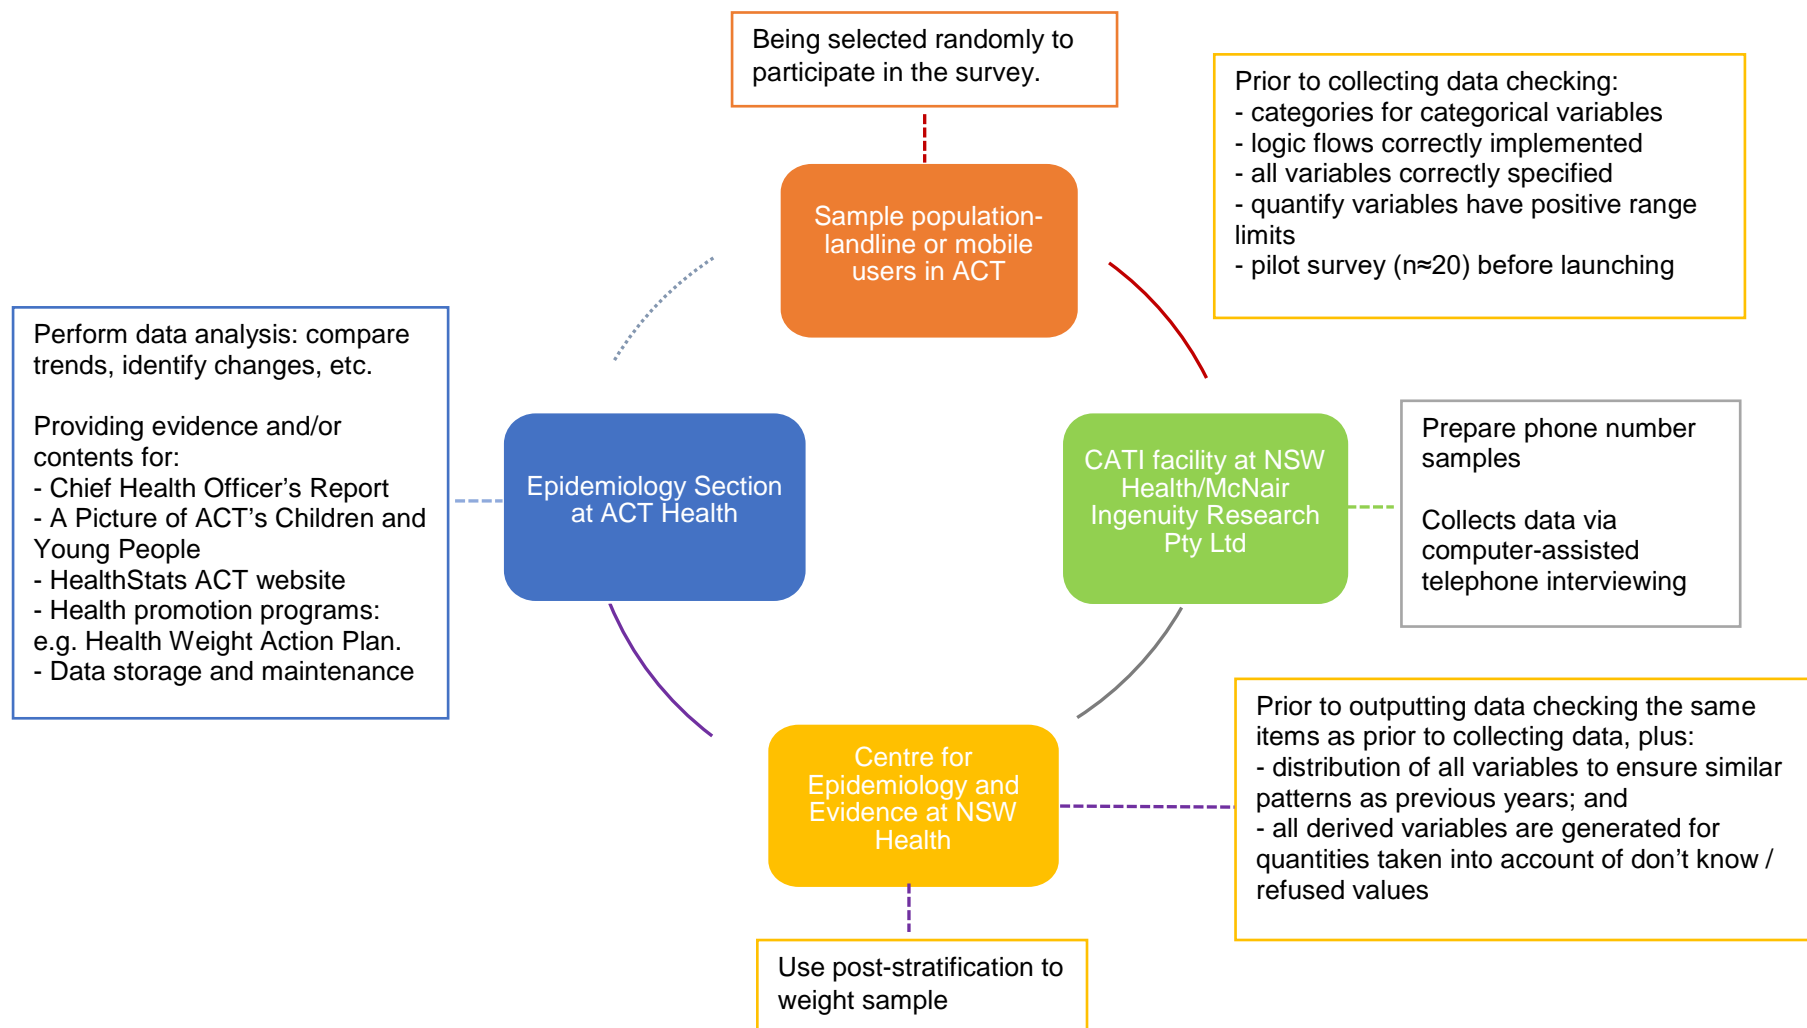 Being selected randomly to
participate in the survey.
Prior to collecting data checking:
- categories for categorical variables
- logic flows correctly implemented
- all variables correctly specified
- quantify variables have positive range
limits
- pilot survey (n≈20) before launching
Sample population-
landline or mobile
users in ACT
Perform data analysis: compare
trends, identify changes, etc.
Providing evidence and/or
contents for:
- Chief Health Officer’s Report
- A Picture of ACT’s Children and
Young People
- HealthStats ACT website
- Health promotion programs:
e.g. Health Weight Action Plan.
- Data storage and maintenance
Epidemiology Section
at ACT Health
CATI facility at NSW
Health/McNair
Ingenuity Research
Pty Ltd
Prepare phone number
samples
Collects data via
computer-assisted
telephone interviewing
Centre for
Epidemiology and
Evidence at NSW
Health
Prior to outputting data checking the same
items as prior to collecting data, plus:
- distribution of all variables to ensure similar
patterns as previous years; and
- all derived variables are generated for
quantities taken into account of don’t know /
refused values
Use post-stratification to
weight sample